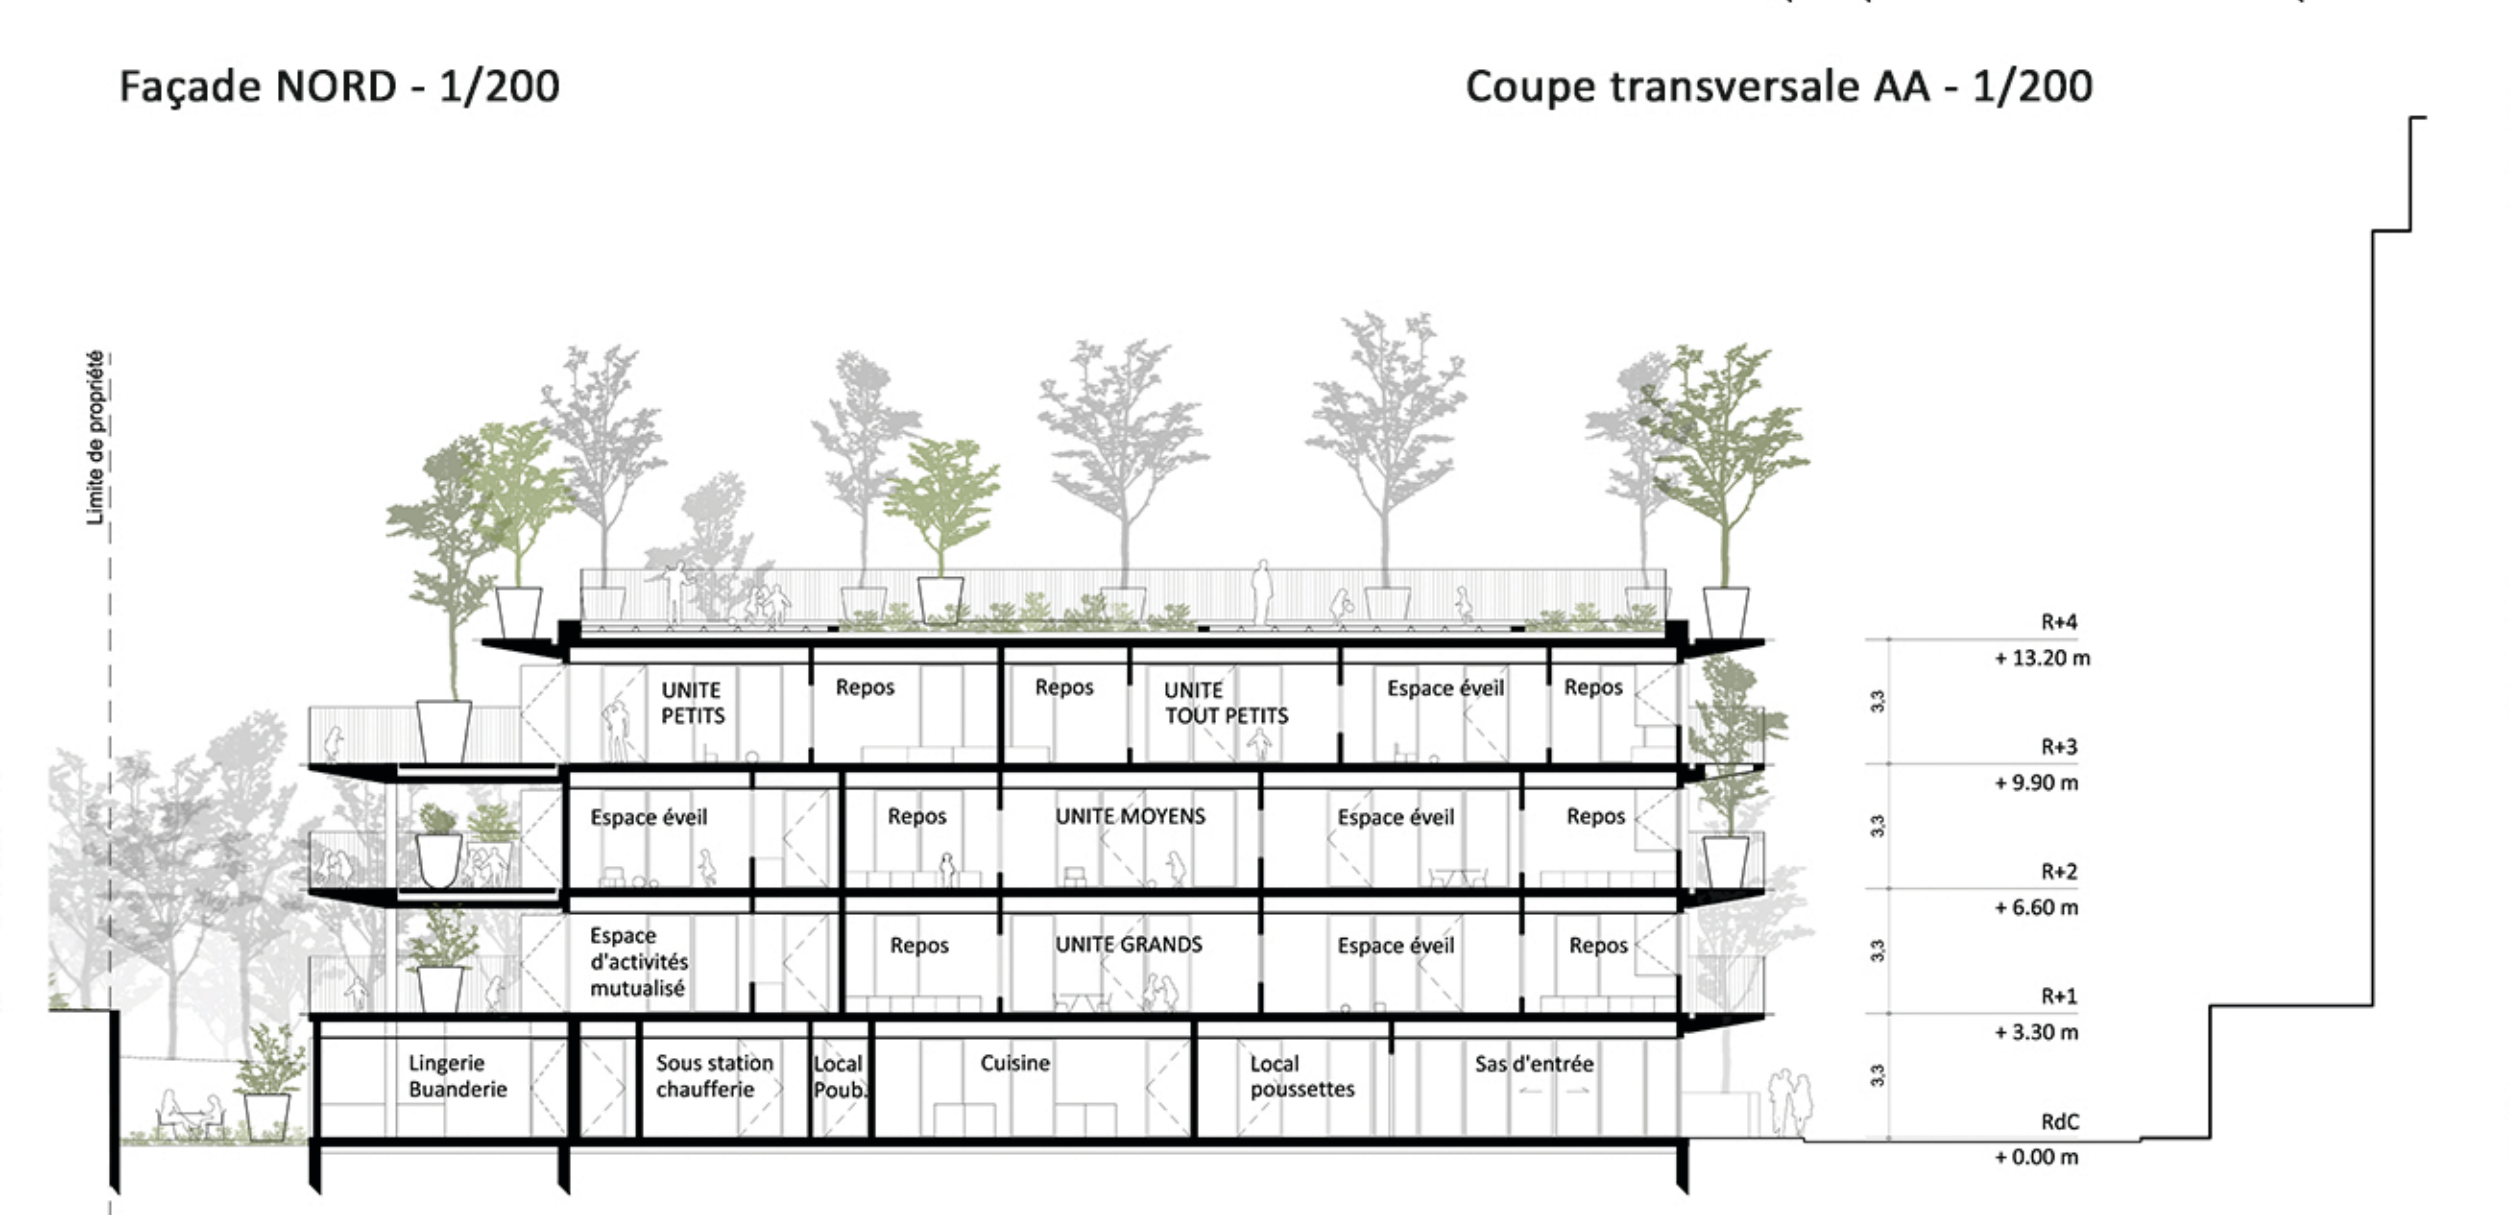 Façade NORD - 1/200
Coupe transversale AA - 1/200
Limite de propriété
R+4
+ 13.20 m
UNITE
PETITS
Repos
Repos
UNITE
TOUT PETITS
Espace éveil
Repos
3,3
R+3
+ 9.90 m
Espace éveil
Repos
UNITE MOYENS
Espace éveil
Repos
3,3
R+2
+ 6.60 m
Espace
d'activités
mutualisé
Repos
UNITE GRANDS
Espace éveil
Repos
3,3
R+1
+ 3.30 m
Lingerie
Buanderie
Sous station
chaufferie
Local
Poub.
Cuisine
Local
poussettes
Sas d'entrée
3,3
RdC
+ 0.00 m